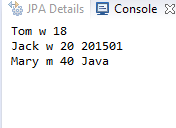 JPA Details Console
Tom w 18
Jack w 20 201501
Mary m 40 Java